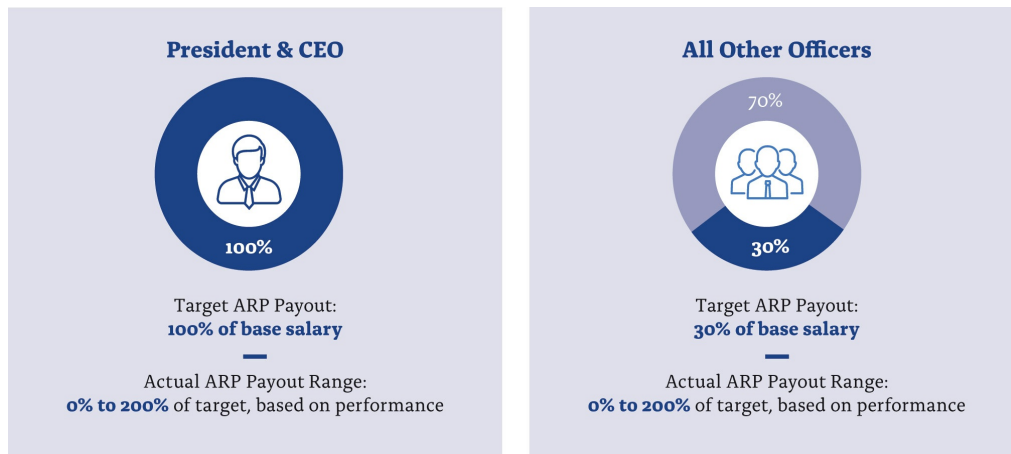 President & CEO
100%
Target ARP Payout:
100% of base salary
Actual ARP Payout Range:
0% to 200% of target, based on performance
All Other Officers
70%
30%
Target ARP Payout:
30% of base salary
Actual ARP Payout Range:
0% to 200% of target, based on performance